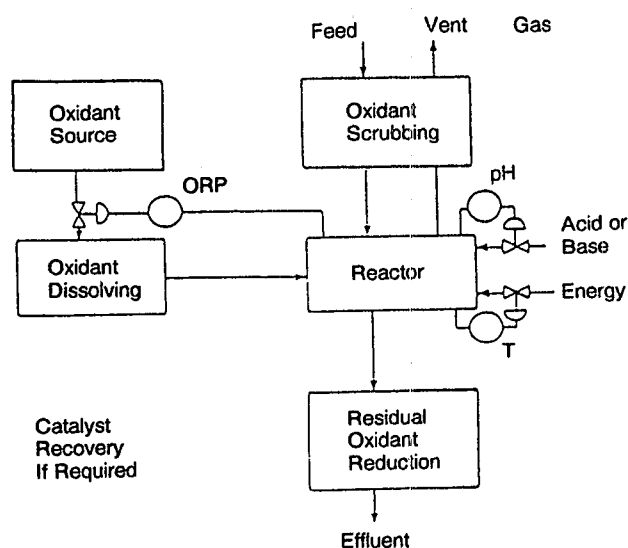 Feed Vent Gas
Oxidant
Source
Oxidant
Scrubbing
ORP
pH
Acid or
Base
Oxidant
Dissolving
Reactor
Energy
T
Catalyst
Recovery
If Required
Residual
Oxidant
Reduction
Effluent